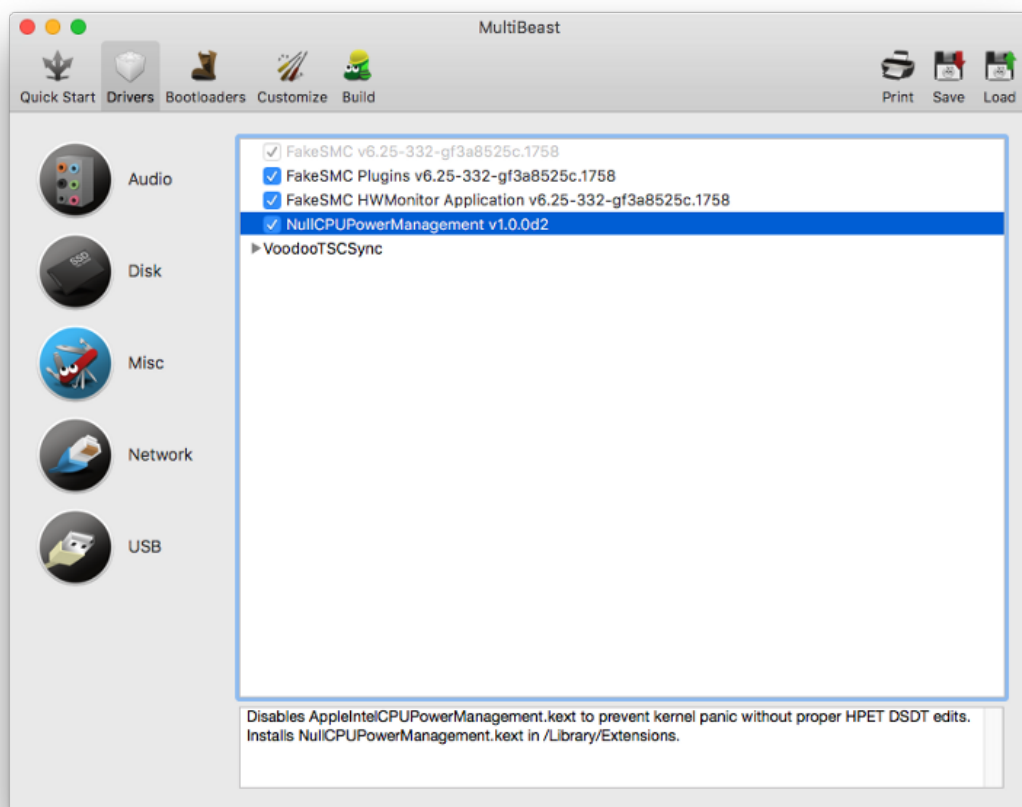 MultiBeast
Quick Start Drivers Bootloaders Customize Build Print Save Load
Audio
Disk
SSD
Misc
Network
USB
FakeSMC v6.25-332-gf3a8525c.1758
FakeSMC Plugins v6.25-332-gf3a8525c.1758
FakeSMC HWMonitor Application v6.25-332-gf3a8525c.1758
NullCPUPowerManagement v1.0.0d2
VoodooTSCSync
Disables AppleIntelCPUPowerManagement.kext to prevent kernel panic without proper HPET DSDT edits.
Installs NullCPUPowerManagement.kext in /Library/Extensions.